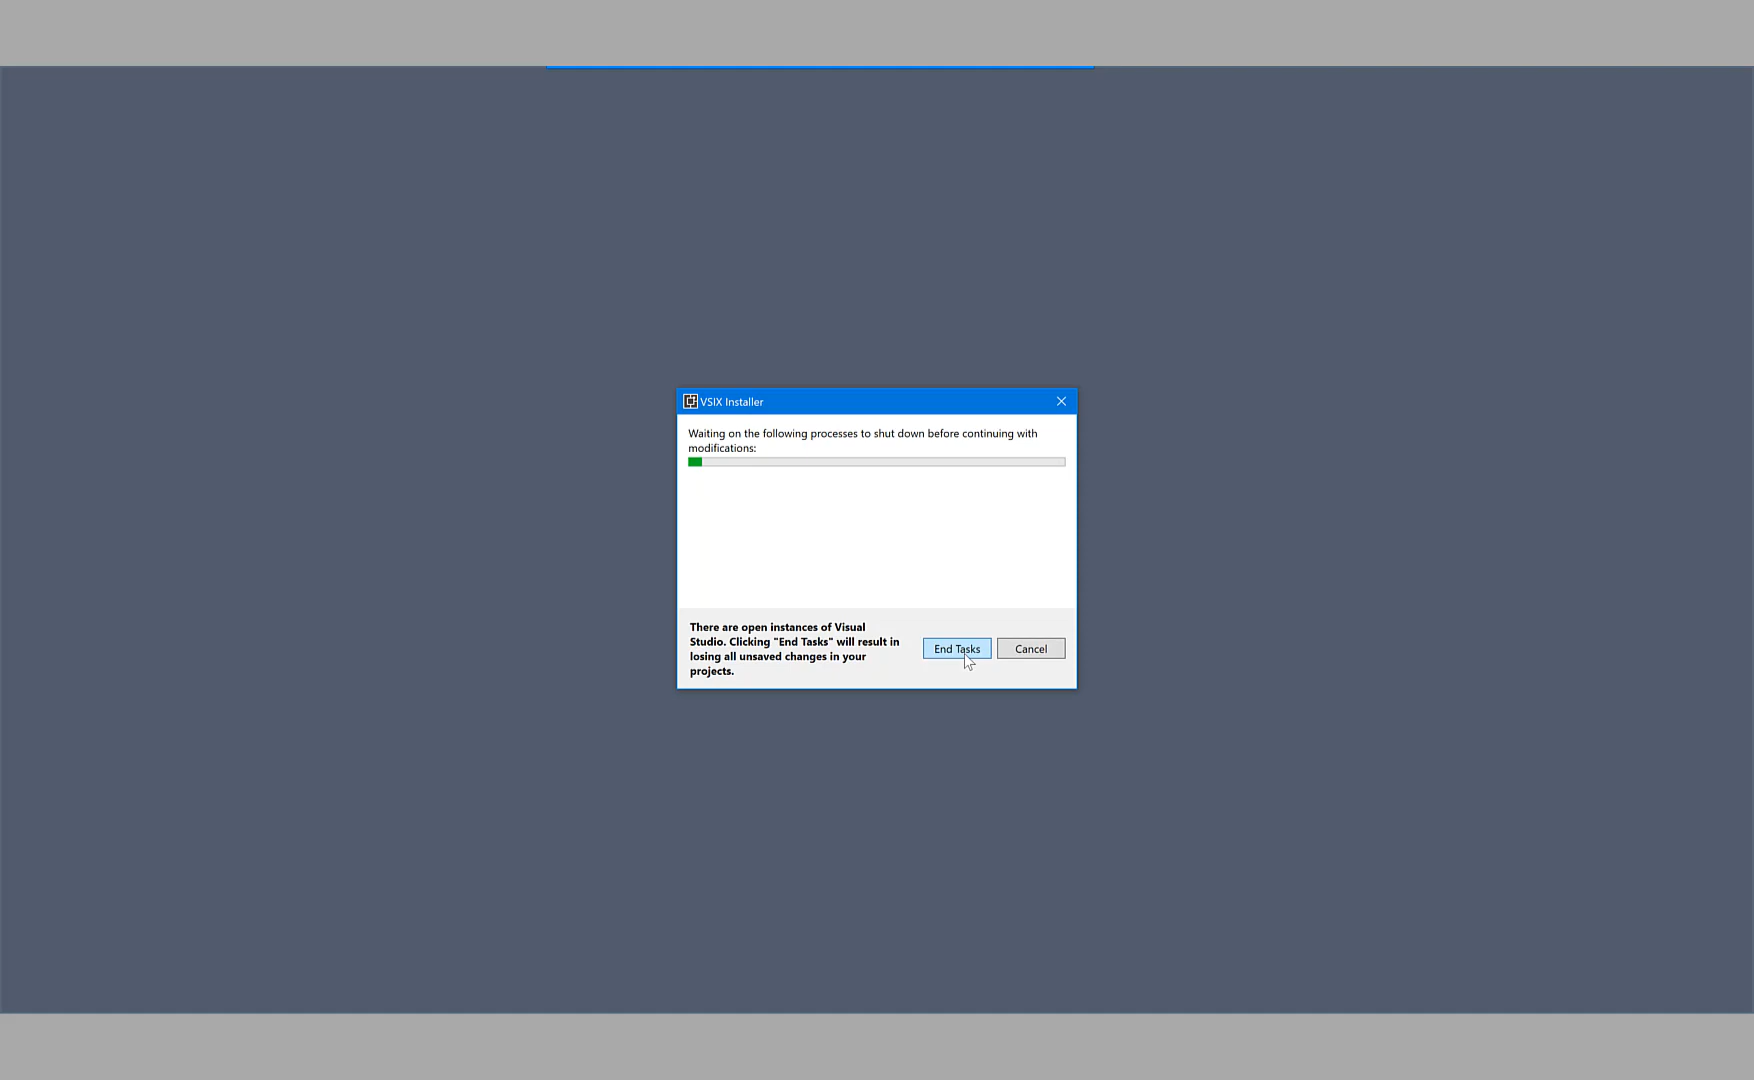 VSIX Installer
Waiting on the following processes to shut down before continuing with
modifications:
There are open instances of Visual
Studio. Clicking "End Tasks" will result in
losing all unsaved changes in your
projects.
End Tasks
Cancel